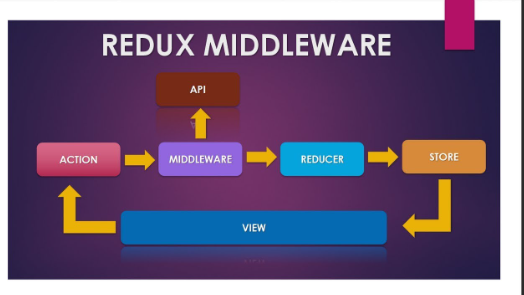 REDUX MIDDLEWARE
API
ACTION
MIDDLEWARE
REDUCER
STORE
VIEW